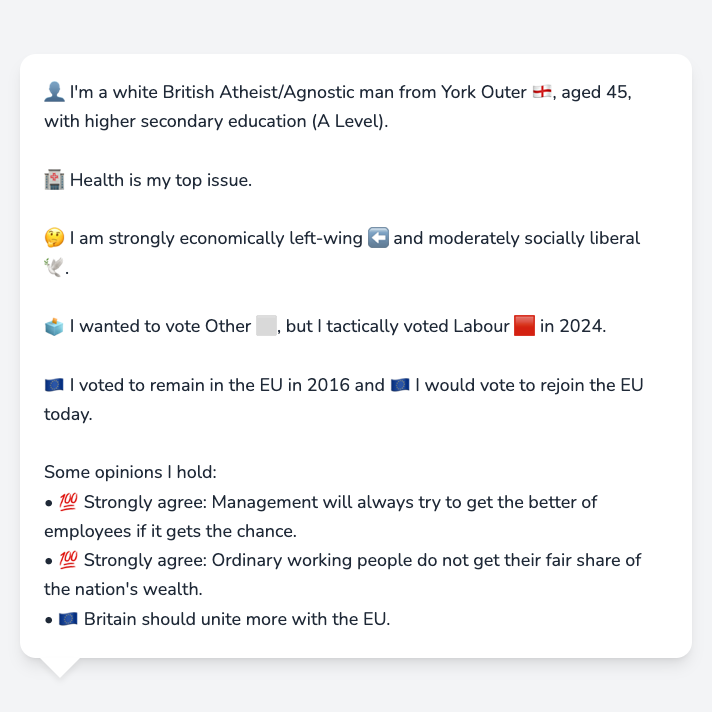 👤 I'm a white British Atheist/Agnostic man from York Outer 🏴󠁧󠁢󠁥󠁮󠁧󠁿, aged 45,
with higher secondary education (A Level).
🏥 Health is my top issue.
🤔 I am strongly economically left-wing ⬅️ and moderately socially liberal
🕊️.
🗳️ I wanted to vote Other ⬜, but I tactically voted Labour 🟥 in 2024.
🇪🇺 I voted to remain in the EU in 2016 and 🇪🇺 I would vote to rejoin the EU
today.
Some opinions I hold:
• 💯 Strongly agree: Management will always try to get the better of
employees if it gets the chance.
• 💯 Strongly agree: Ordinary working people do not get their fair share of
the nation's wealth.
• 🇪🇺 Britain should unite more with the EU.